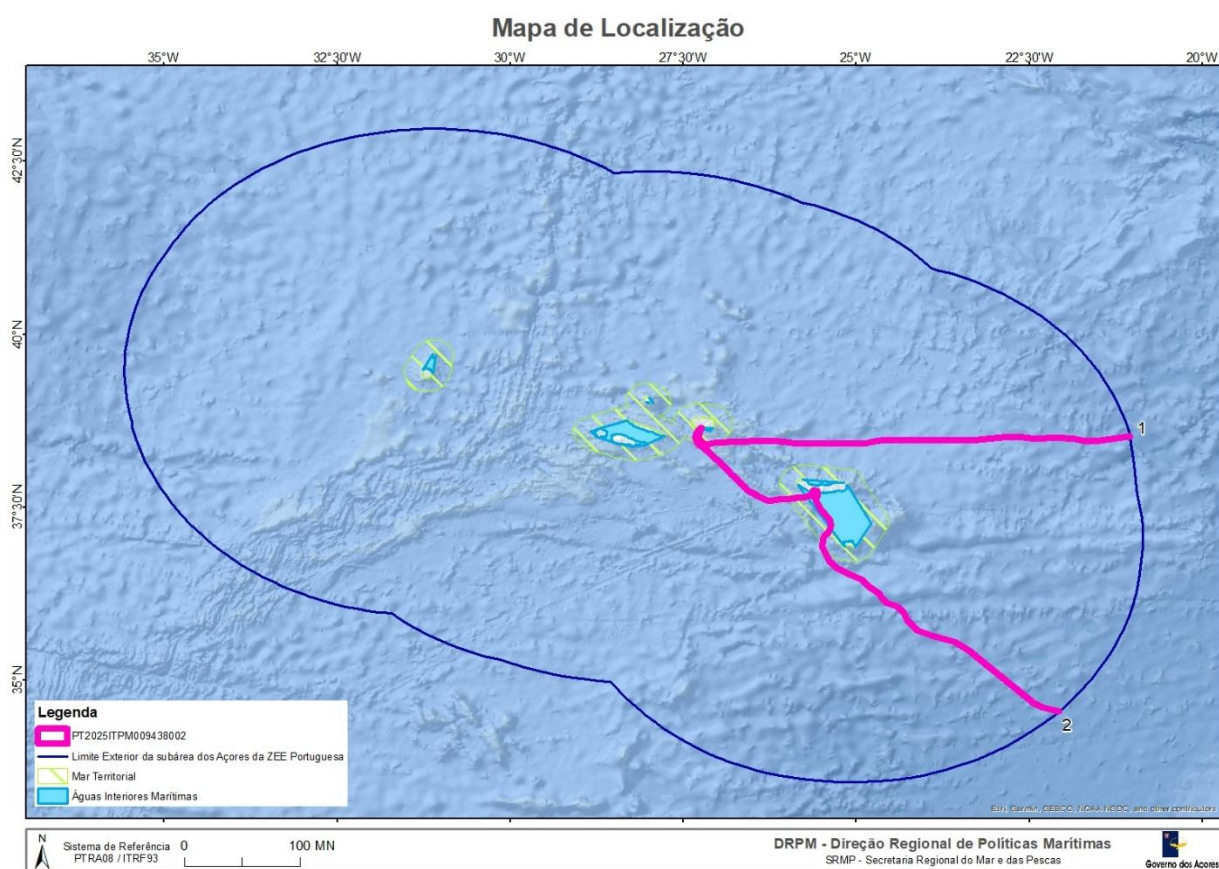 Mapa de Localização
35°W 32°30'W 30°W 27°30'W 25°W 22°30'W 20°W
42°30'N
40°N
37°30'N
35°N
1
2
Legenda
PT2025ITPM009438002
Limite Exterior da subárea dos Açores da ZEE Portuguesa
Mar Territorial
Águas Interiores Marítimas
Esri, Garmin, GEBCO, NOAA NGDC, and other contributors
N
Sistema de Referência
PTRA08 / ITRF93
0 100 MN
DRPM - Direção Regional de Políticas Marítimas
SRMP - Secretaria Regional do Mar e das Pescas
Governo dos Açores